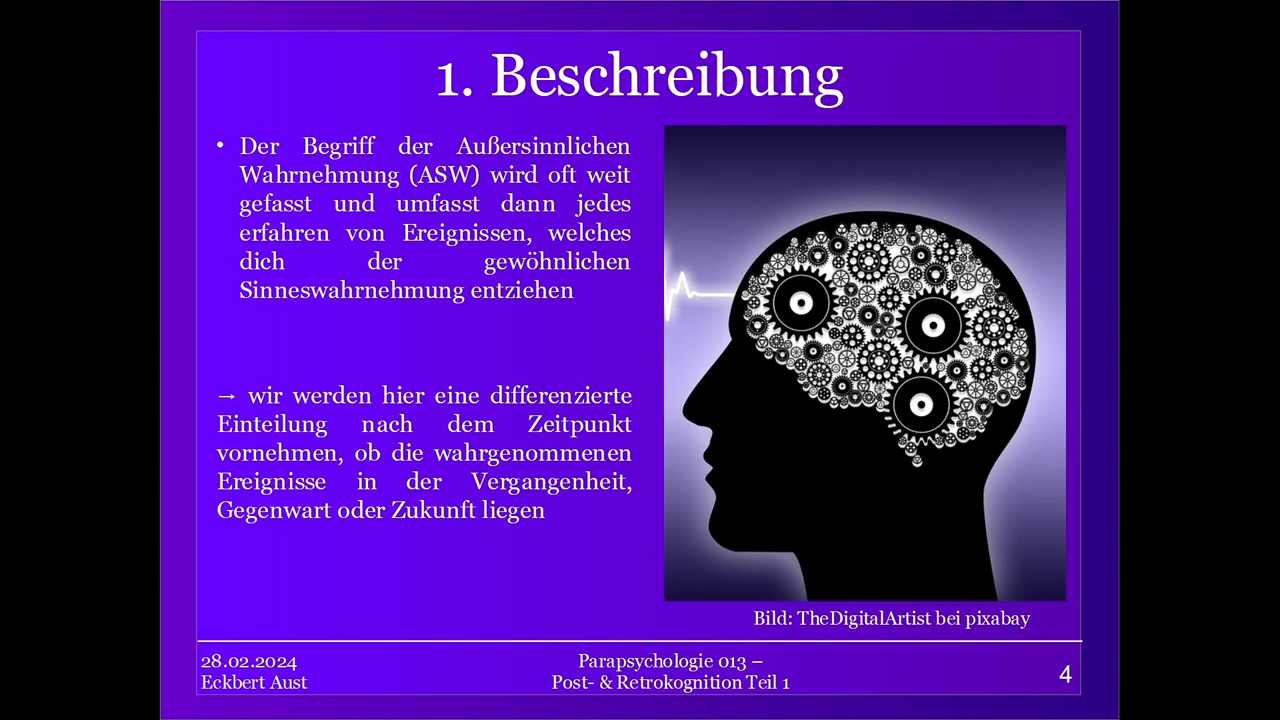 1. Beschreibung
• Der Begriff der Außersinnlichen
Wahrnehmung (ASW) wird oft weit
gefasst und umfasst dann jedes
erfahren von Ereignissen, welches
dich der gewöhnlichen
Sinneswahrnehmung entziehen
→ wir werden hier eine differenzierte
Einteilung nach dem Zeitpunkt
vornehmen, ob die wahrgenommenen
Ereignisse in der Vergangenheit,
Gegenwart oder Zukunft liegen
Bild: TheDigitalArtist bei pixabay
28.02.2024
Eckbert Aust
Parapsychologie 013 –
Post- & Retrokognition Teil 1
4